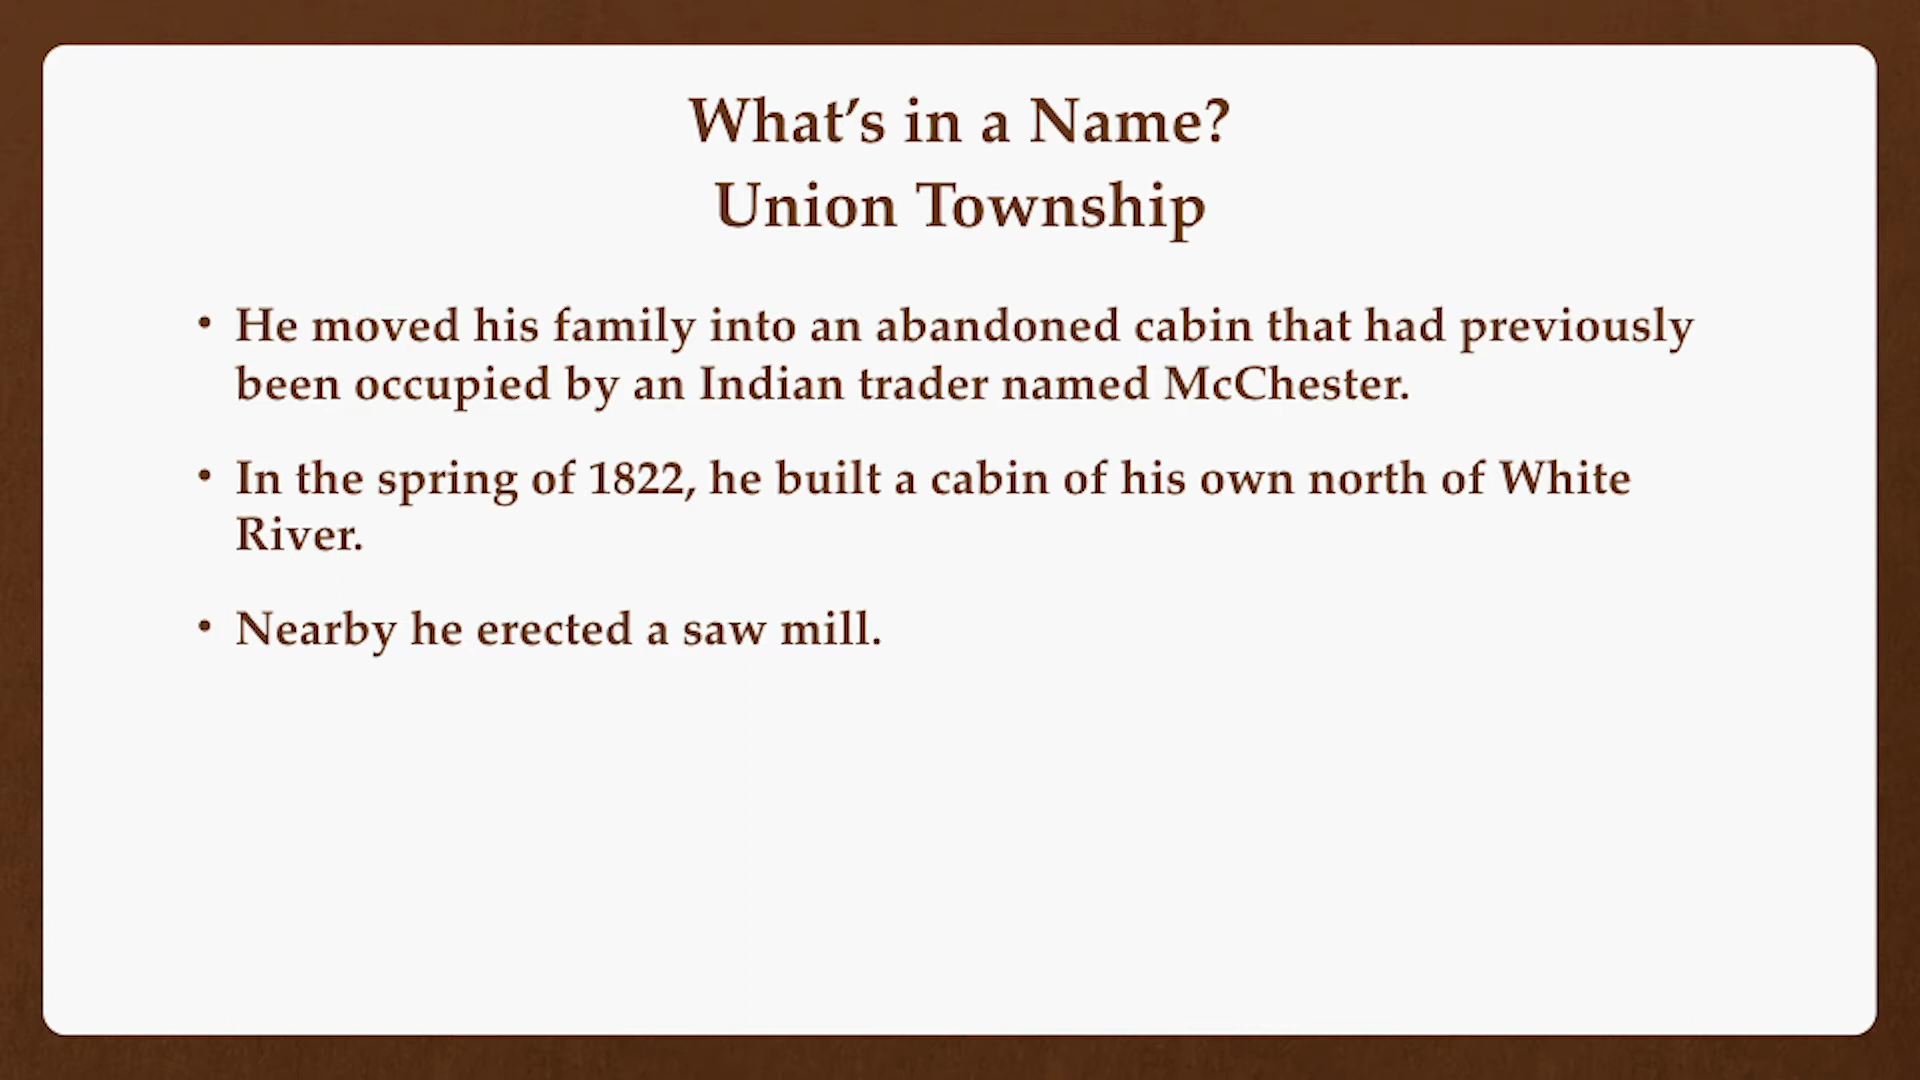 What’s in a Name?
Union Township
• He moved his family into an abandoned cabin that had previously
been occupied by an Indian trader named McChester.
• In the spring of 1822, he built a cabin of his own north of White
River.
• Nearby he erected a saw mill.